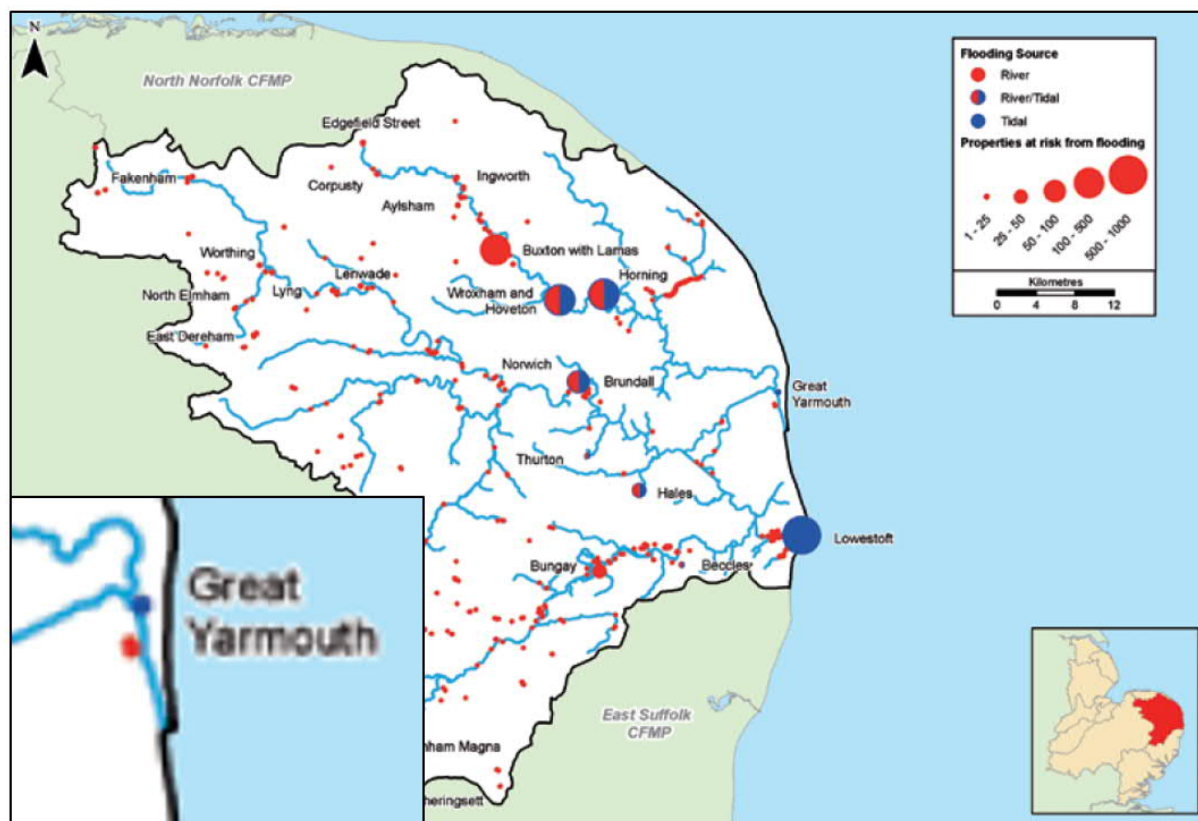 N
North Norfolk CFMP
Edgefield Street
Fakenham
Corpusty
Ingworth
Aylsham
Worthing
Buxton with Lamas
Lenwade
Horning
North Elmham
Lyng
Wroxham and
Hoveton
East Dereham
Norwich
Brundall
Great
Yarmouth
Thurton
Hales
Lowestoft
Bungay
Beccles
East Suffolk
CFMP
nham Magna
heringsett
Great
Yarmouth
Flooding Source
River
River/Tidal
Tidal
Properties at risk from flooding
1 - 25
25 - 50
50 - 100
100 - 500
500 - 1000
Kilometres
0 4 8 12